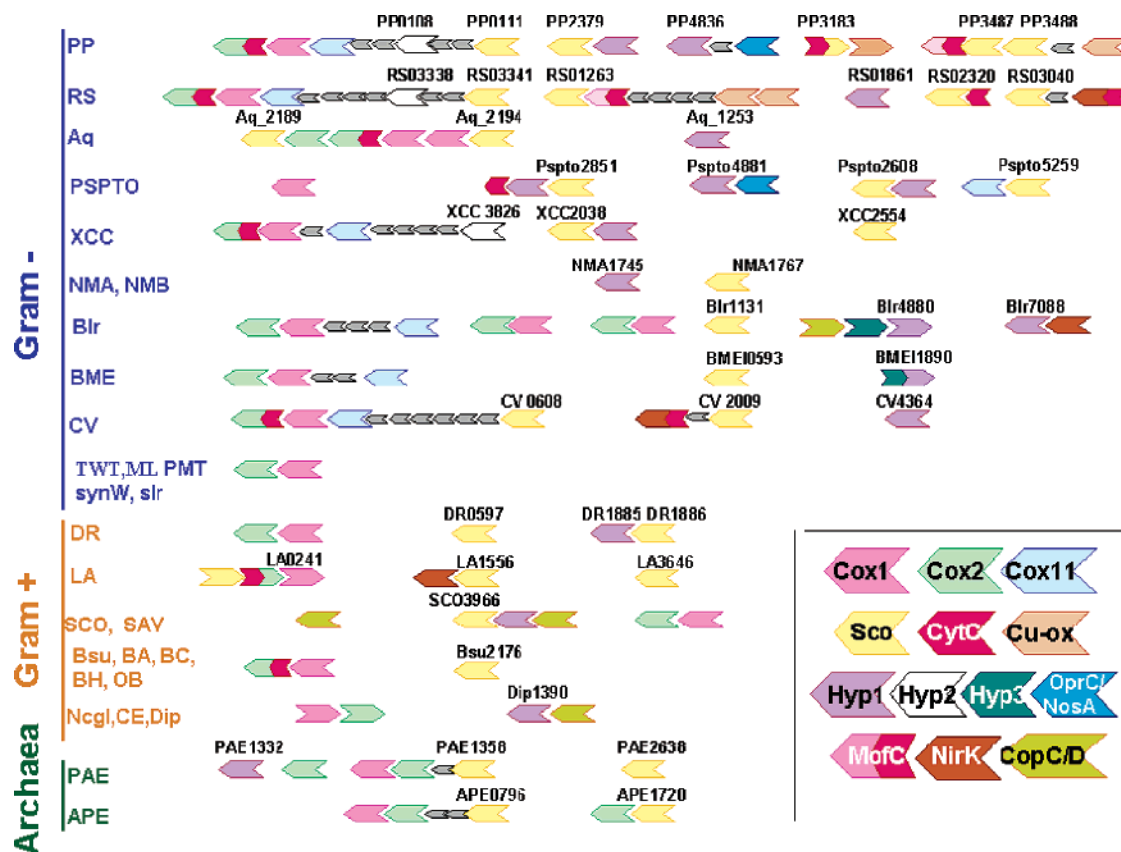 PP0108 PP0111 PP2379 PP4836 PP3183 PP3487 PP3488
PP
RS03338 RS03341 RS01263 RS01861 RS02320 RS03040
RS
Aq_2189 Aq_2194 Aq_1253
Aq
Pspto2851 Pspto4881 Pspto2608 Pspto5259
PSPTO
XCC 3826 XCC2038 XCC2554
XCC
NMA1745 NMA1767
NMA, NMB
Blr1131 Blr4880 Blr7088
Blr
BMEI0593 BMEI1890
BME
CV 0608 CV 2009 CV4364
CV
TWT,ML PMT
synW, slr
Gram -
DR0597 DR1885 DR1886
DR
LA0241 LA1556 LA3646
LA
SCO3966
SCO, SAV
Bsu, BA, BC,
BH, OB
Bsu2176
Dip1390
Ncgl,CE,Dip
Gram +
PAE1332 PAE1358 PAE2638
PAE
APE0796 APE1720
APE
Archaea
Cox1 Cox2 Cox11
Sco CytC Cu-ox
Hyp1 Hyp2 Hyp3 OprC/
NosA
MofC NirK CopC/D